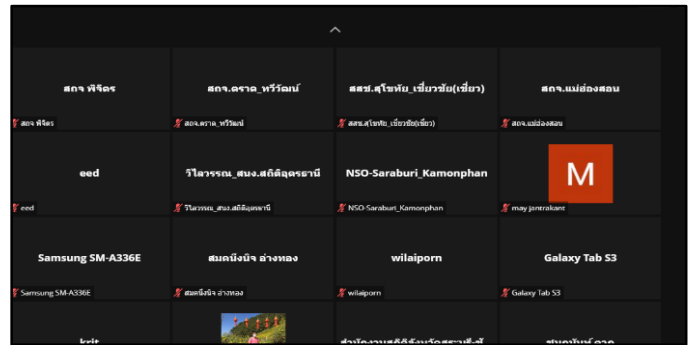 สถจ พิจิตร
สถจ.ตราด_ทวีวัฒน์
สสช.สุโขทัย_เชี่ยวชัย(เชี่ยว)
สถจ.แม่ฮ่องสอน
สถจ พิจิตร
สถจ.ตราด_ทวีวัฒน์
สสช.สุโขทัย_เชี่ยวชัย(เชี่ยว)
สถจ.แม่ฮ่องสอน
eed
วิไลวรรณ_สนง.สถิติอุดรธานี
NSO-Saraburi_Kamonphan
M
eed
วิไลวรรณ_สนง.สถิติอุดรธานี
NSO-Saraburi_Kamonphan
may jantrakant
Samsung SM-A336E
สมคนึงนิจ อ่างทอง
wilaiporn
Galaxy Tab S3
Samsung SM-A336E
สมคนึงนิจ อ่างทอง
wilaiporn
Galaxy Tab S3
krit